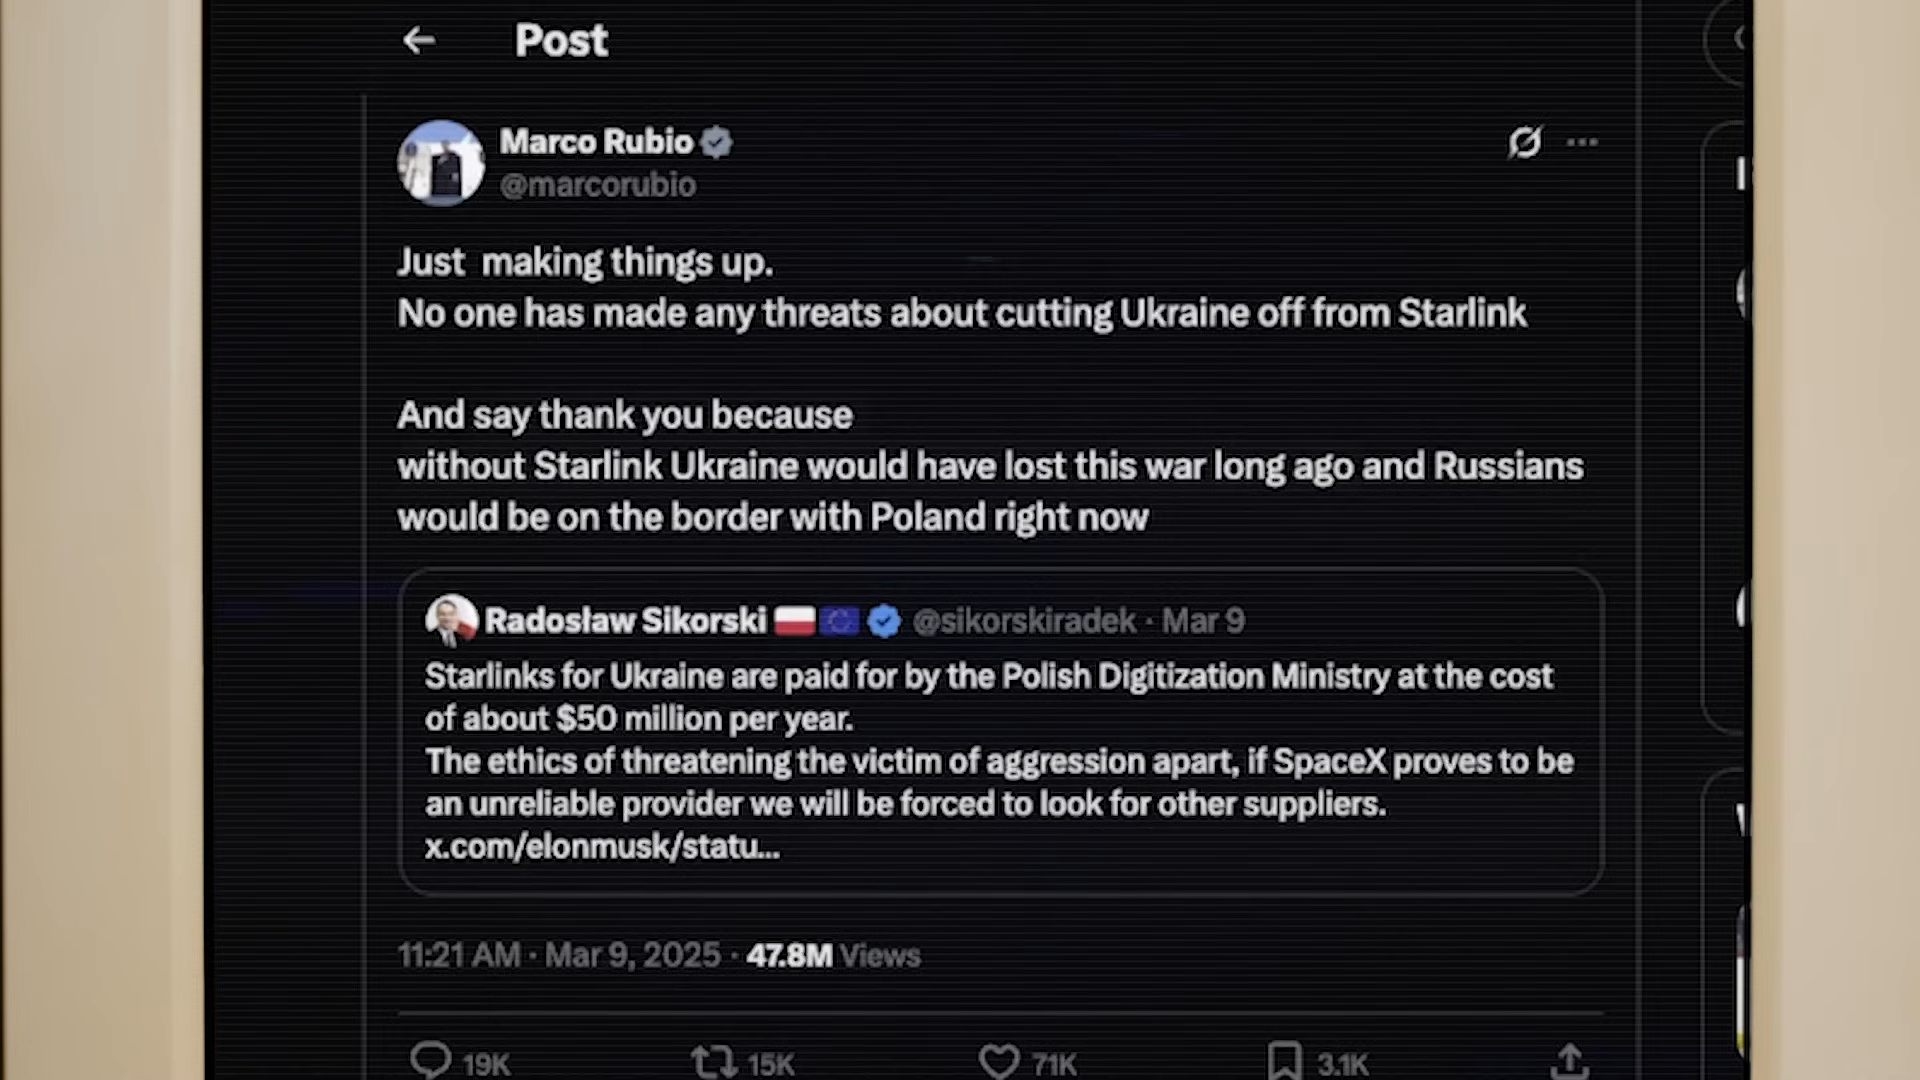 Post
Marco Rubio
@marcorubio
Just making things up.
No one has made any threats about cutting Ukraine off from Starlink
And say thank you because
without Starlink Ukraine would have lost this war long ago and Russians
would be on the border with Poland right now
Radosław Sikorski @sikorskiradek · Mar 9
Starlinks for Ukraine are paid for by the Polish Digitization Ministry at the cost
of about $50 million per year.
The ethics of threatening the victim of aggression apart, if SpaceX proves to be
an unreliable provider we will be forced to look for other suppliers.
x.com/elonmusk/statu...
11:21 AM · Mar 9, 2025 · 47.8M Views
19K 15K 71K 3.1K